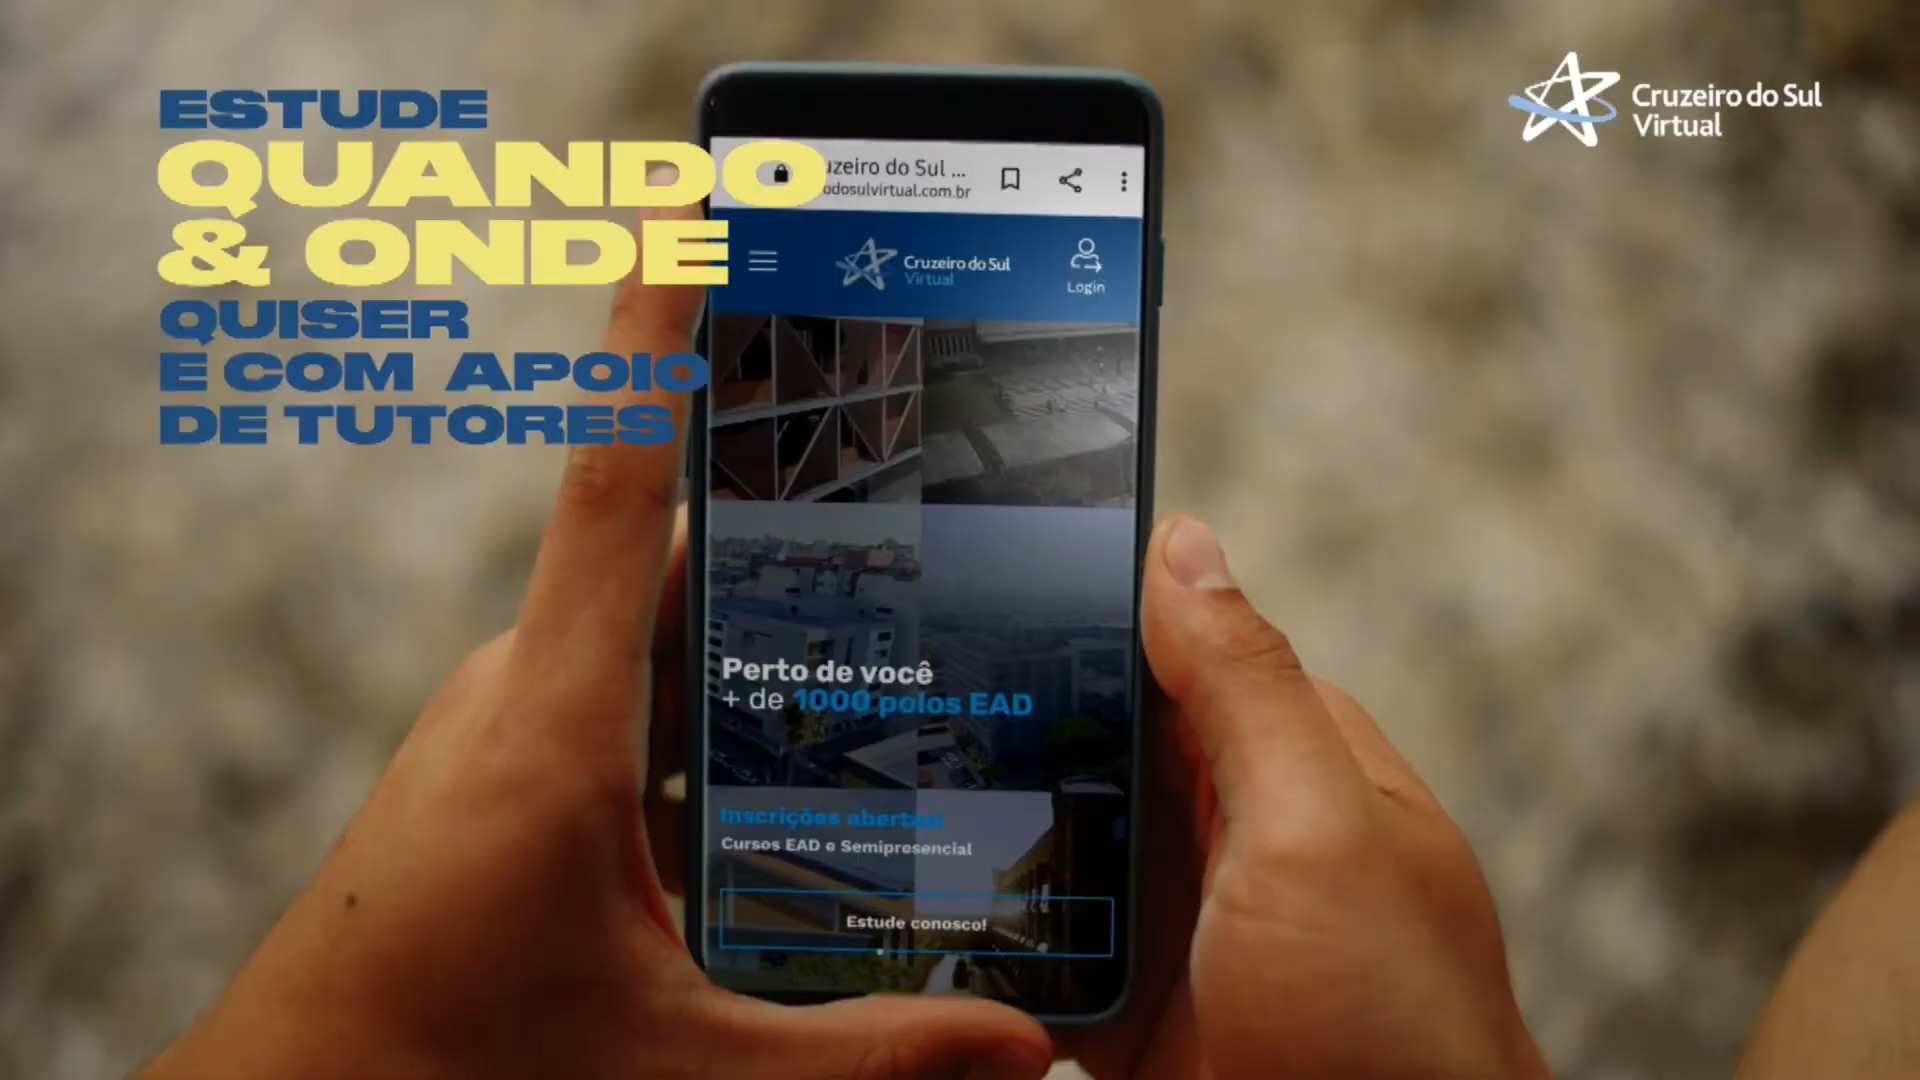 ESTUDE
QUANDO
& ONDE
QUISER
E COM APOIO
DE TUTORES
Cruzeiro do Sul
Virtual
uzeiro do Sul ...
odosulvirtual.com.br
Cruzeiro do Sul
Virtual
Login
Perto de você
+ de 1000 polos EAD
Inscrições abertas!
Cursos EAD e Semipresencial
Estude conosco!